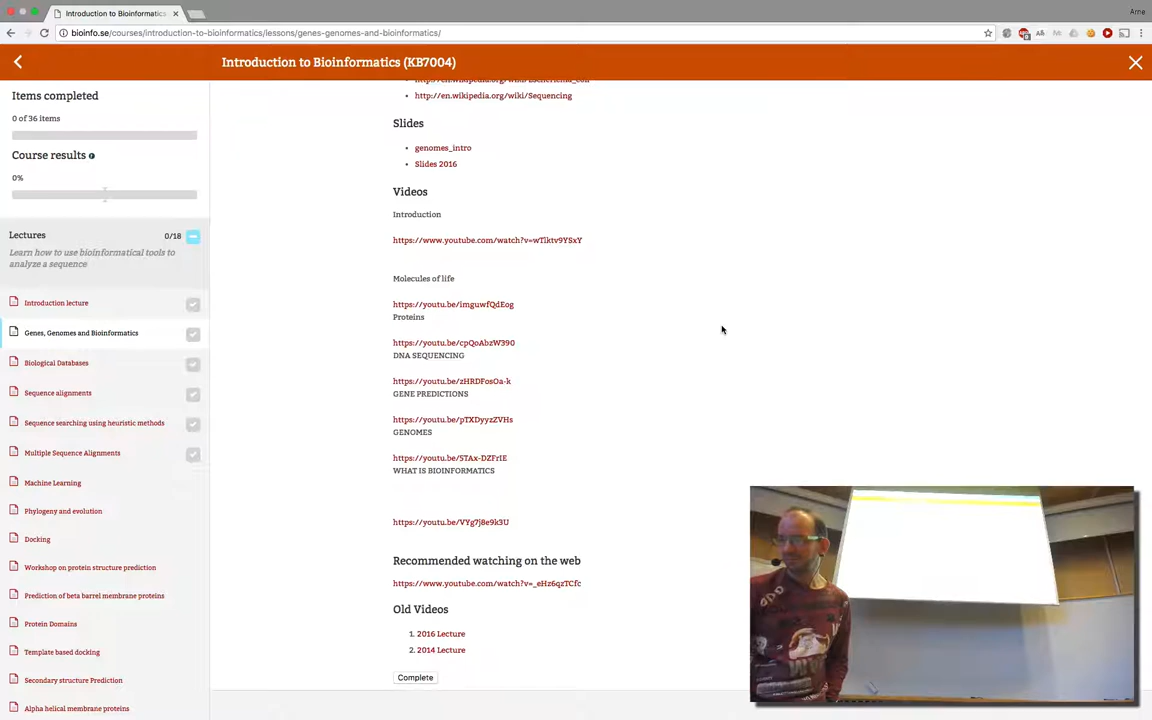 Introduction to Bioinformatics
Arne
bioinfo.se/courses/introduction-to-bioinformatics/lessons/genes-genomes-and-bioinformatics/
Introduction to Bioinformatics (KB7004)
Items completed
0 of 36 items
Course results
0%
Lectures 0/18
Learn how to use bioinformatical tools to
analyze a sequence
Introduction lecture
Genes, Genomes and Bioinformatics
Biological Databases
Sequence alignments
Sequence searching using heuristic methods
Multiple Sequence Alignments
Machine Learning
Phylogeny and evolution
Docking
Workshop on protein structure prediction
Prediction of beta barrel membrane proteins
Protein Domains
Template based docking
Secondary structure Prediction
Alpha helical membrane proteins
http://en.wikipedia.org/wiki/Escherichia_coli
http://en.wikipedia.org/wiki/Sequencing
Slides
genomes_intro
Slides 2016
Videos
Introduction
https://www.youtube.com/watch?v=wTlktv9YSxY
Molecules of life
https://youtu.be/imguwfQdEog
Proteins
https://youtu.be/cpQoAbzW390
DNA SEQUENCING
https://youtu.be/zHRDFosOa-k
GENE PREDICTIONS
https://youtu.be/pTXDyyzZVHs
GENOMES
https://youtu.be/5TAx-DZFrIE
WHAT IS BIOINFORMATICS
https://youtu.be/VYg7j8e9k3U
Recommended watching on the web
https://www.youtube.com/watch?v=_eHz6qzTCfc
Old Videos
1. 2016 Lecture
2. 2014 Lecture
Complete